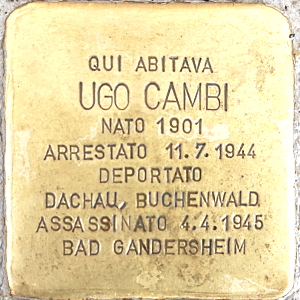 QUI ABITAVA
UGO CAMBI
NATO 1901
ARRESTATO 11.7.1944
DEPORTATO
DACHAU, BUCHENWALD
ASSASSINATO 4.4.1945
BAD GANDERSHEIM